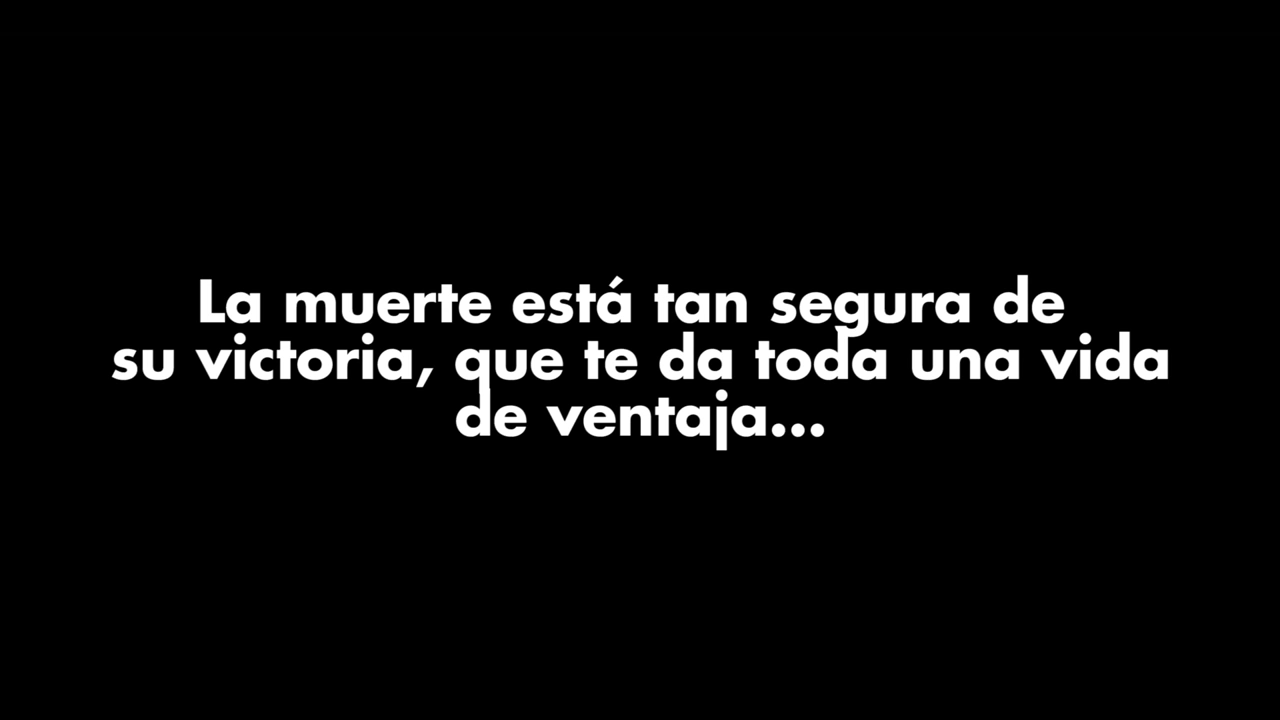 La muerte está tan segura de
su victoria, que te da toda una vida
de ventaja...